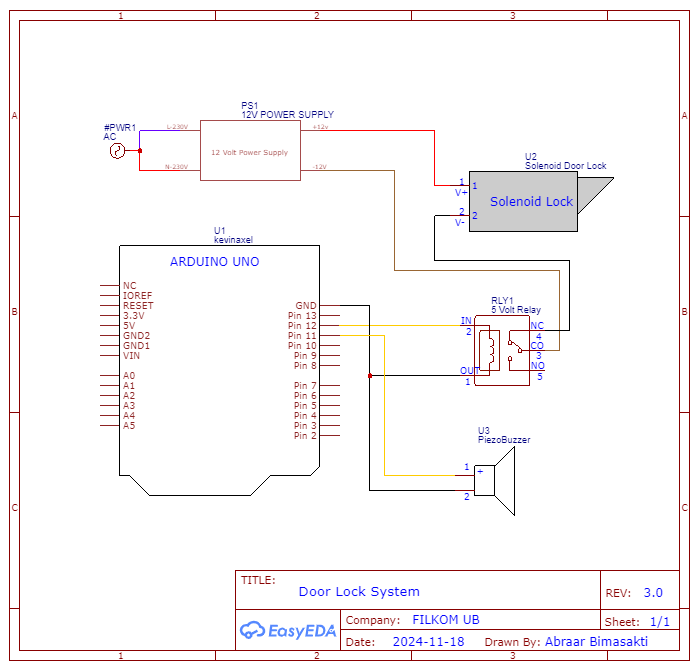 1 2 3
A A
B B
C C
1 2 3
PS1
12V POWER SUPPLY
#PWR1
AC
L-230V
N-230V
12 Volt Power Supply
+12v
-12V
U2
Solenoid Door Lock
1 1
V+
2 2
V-
Solenoid Lock
U1
kevinaxel
ARDUINO UNO
NC
IOREF
RESET
3.3V
5V
GND2
GND1
VIN
A0
A1
A2
A3
A4
A5
GND
Pin 13
Pin 12
Pin 11
Pin 10
Pin 9
Pin 8
Pin 7
Pin 6
Pin 5
Pin 4
Pin 3
Pin 2
RLY1
5 Volt Relay
IN
2
OUT
1
NC
4
CO
3
NO
5
U3
PiezoBuzzer
1
+
2
TITLE:
Door Lock System
REV: 3.0
EasyEDA
Company: FILKOM UB
Sheet: 1/1
Date: 2024-11-18 Drawn By: Abraar Bimasakti